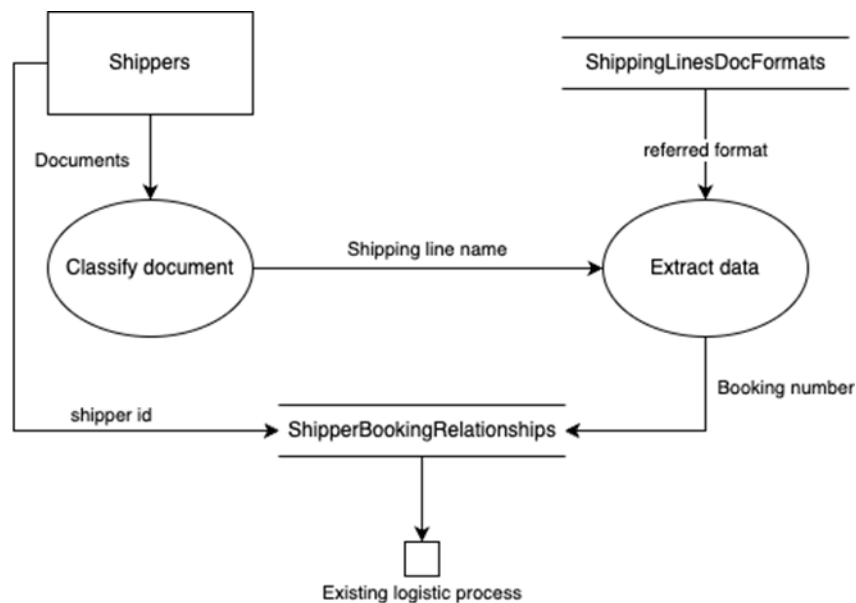 Shippers
ShippingLinesDocFormats
Documents
referred format
Classify document
Shipping line name
Extract data
Booking number
shipper id
ShipperBookingRelationships
Existing logistic process